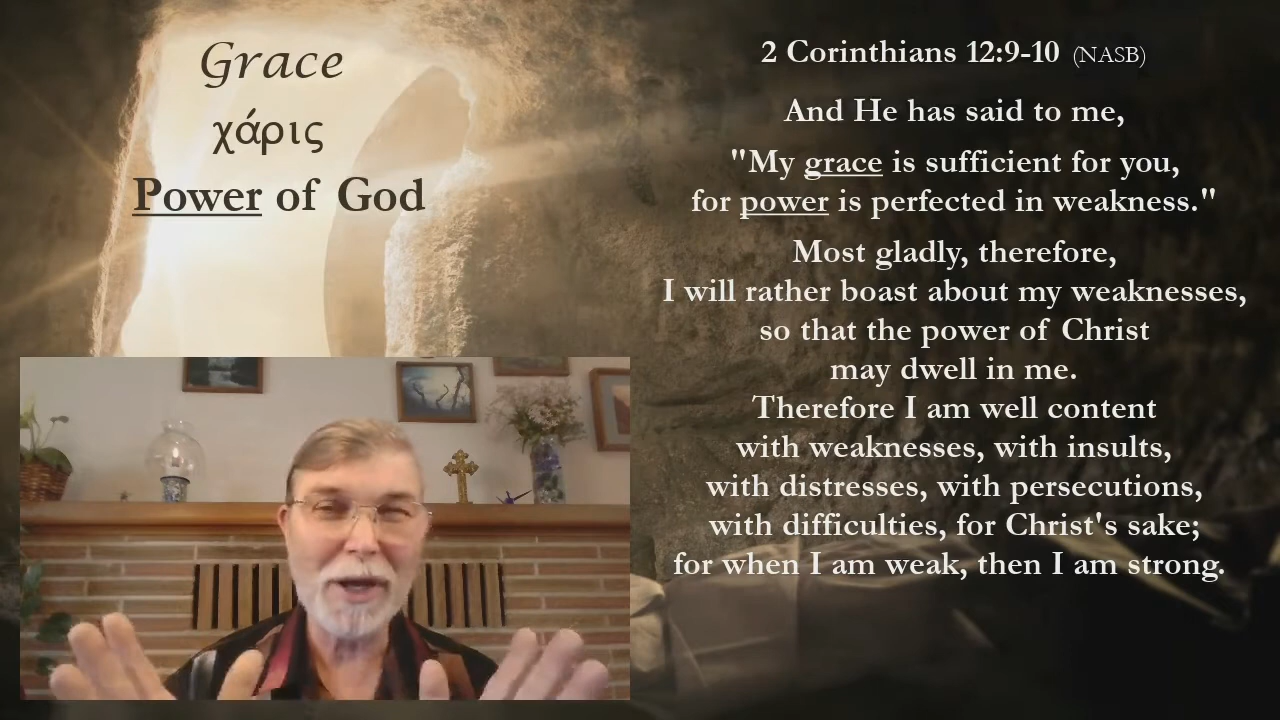 Grace
χάρις
Power of God
2 Corinthians 12:9-10 (NASB)
And He has said to me,
"My grace is sufficient for you,
for power is perfected in weakness."
Most gladly, therefore,
I will rather boast about my weaknesses,
so that the power of Christ
may dwell in me.
Therefore I am well content
with weaknesses, with insults,
with distresses, with persecutions,
with difficulties, for Christ's sake;
for when I am weak, then I am strong.